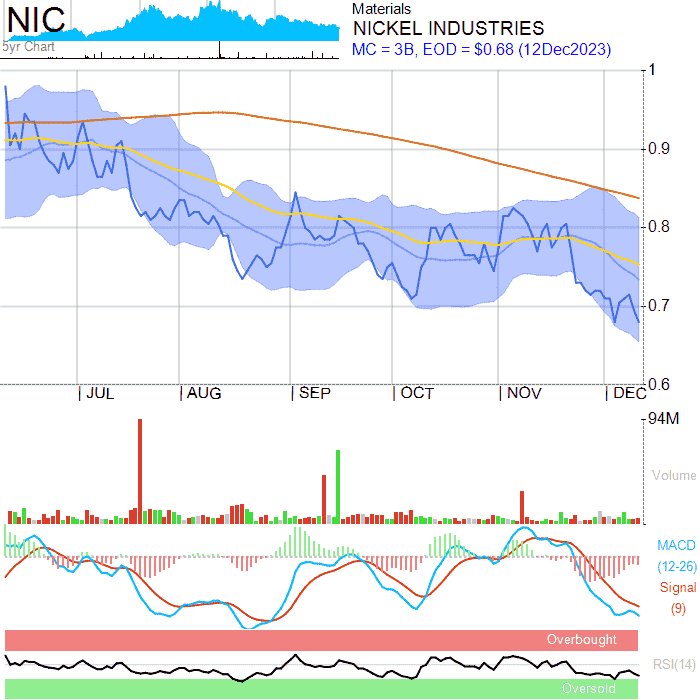 NIC
5yr Chart
Materials
NICKEL INDUSTRIES
MC = 3B, EOD = $0.68 (12Dec2023)
1
0.9
0.8
0.7
0.6
JUL
AUG
SEP
OCT
NOV
DEC
94M
Volume
MACD
(12-26)
Signal
(9)
Overbought
RSI(14)
Oversold